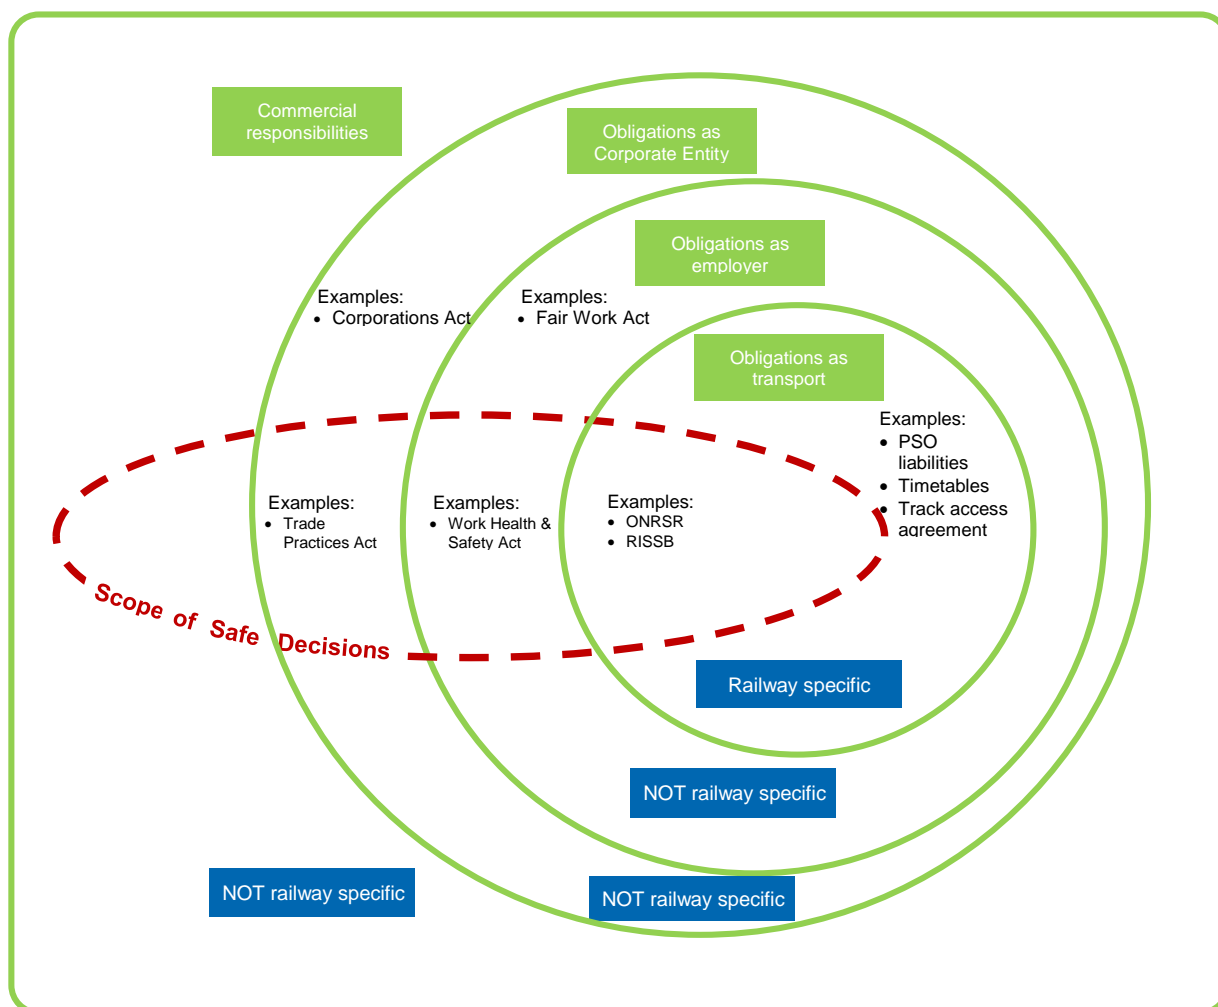 Commercial
responsibilities
Obligations as
Corporate Entity
Obligations as
employer
Examples:
• Corporations Act
Examples:
• Fair Work Act
Obligations as
transport
Examples:
• PSO
liabilities
• Timetables
• Track access
agreement
Examples:
• Trade
Practices Act
Examples:
• Work Health &
Safety Act
Examples:
• ONRSR
• RISSB
Scope of Safe Decisions
Railway specific
NOT railway specific
NOT railway specific
NOT railway specific